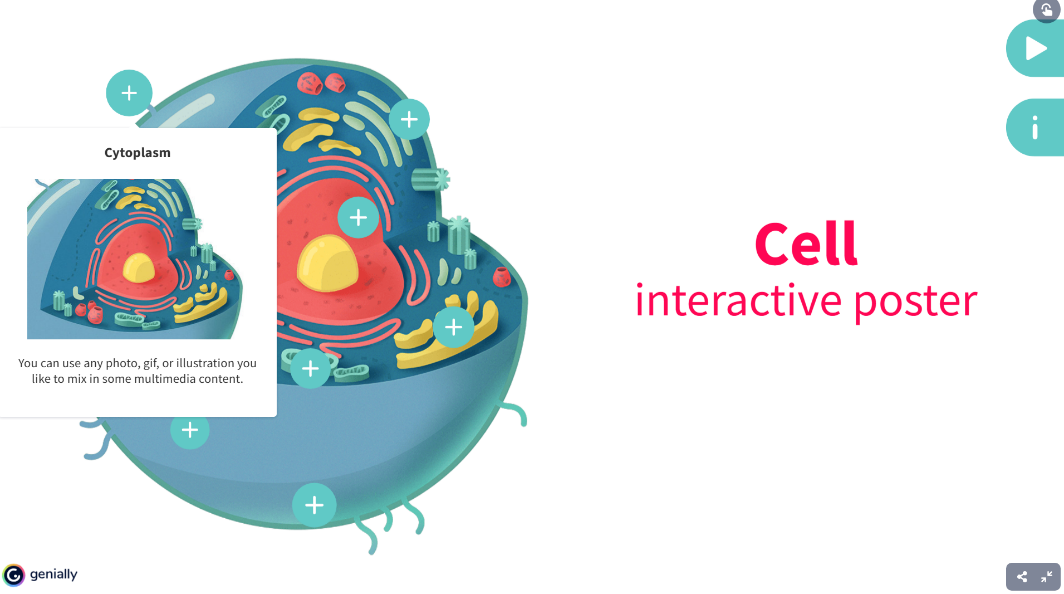 Cytoplasm
You can use any photo, gif, or illustration you
like to mix in some multimedia content.
Cell
interactive poster
genially